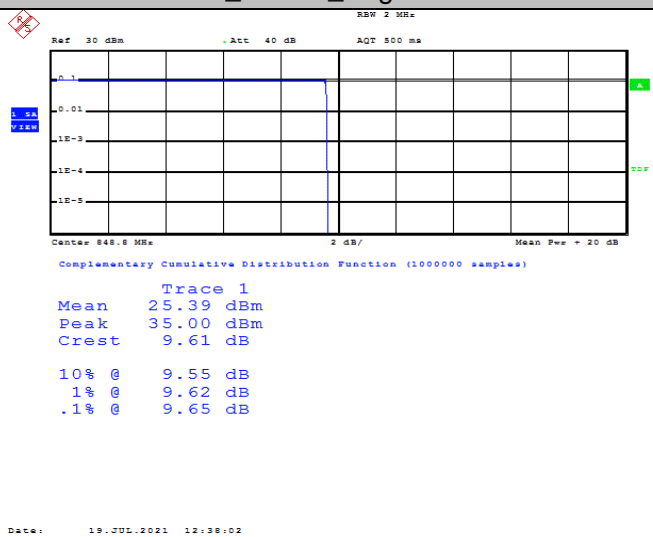 RBW 2 MHz
Ref 30 dBm Att 40 dB AQT 500 ms
0.1
A
0.01
1 SA
VIEW
1E-3
1E-4
TDF
1E-5
Center 848.8 MHz 2 dB/ Mean Pwr + 20 dB
Complementary Cumulative Distribution Function (1000000 samples)
Trace 1
Mean 25.39 dBm
Peak 35.00 dBm
Crest 9.61 dB
10% @ 9.55 dB
1% @ 9.62 dB
.1% @ 9.65 dB
Date: 19.JUL.2021 12:38:02